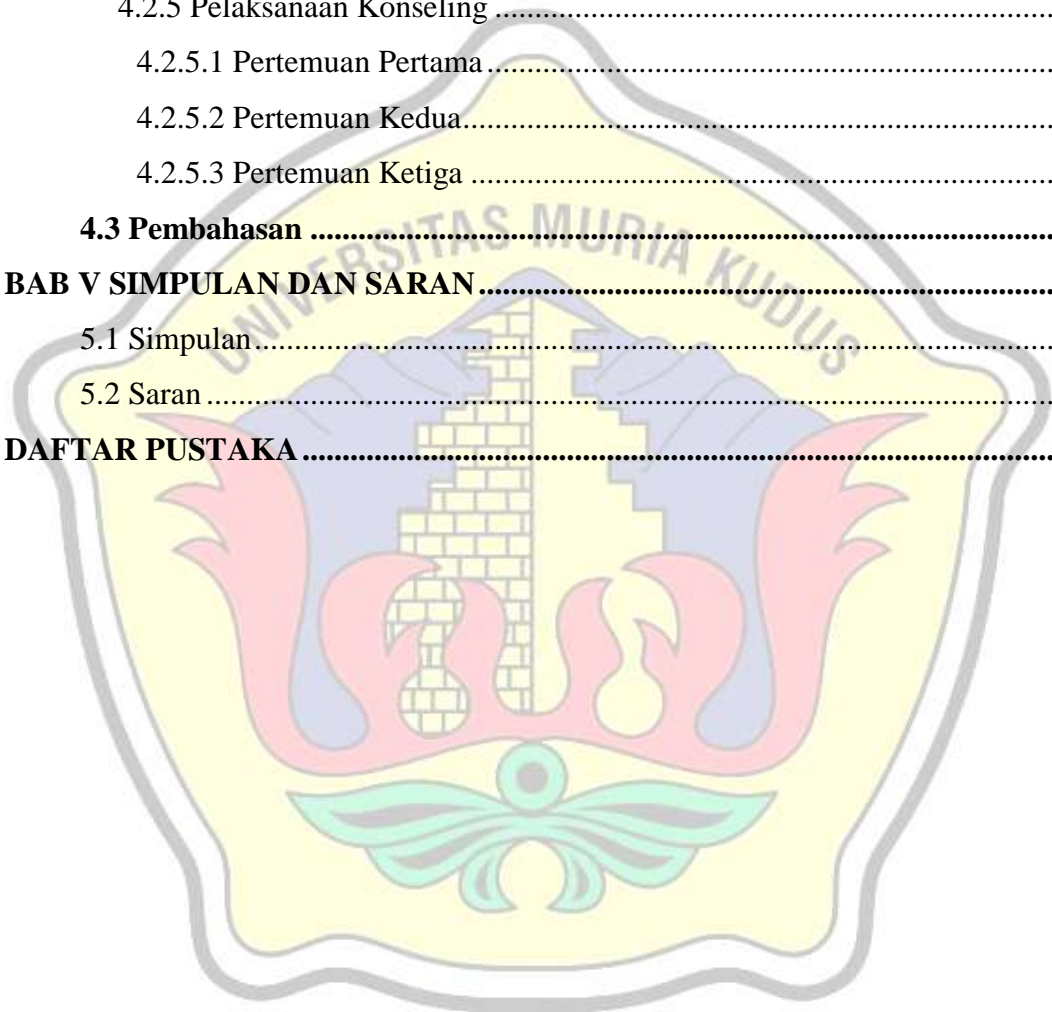 4.2.5 Pelaksanaan Konseling ..........................................................................
4.2.5.1 Pertemuan Pertama ..........................................................................
4.2.5.2 Pertemuan Kedua ..........................................................................
4.2.5.3 Pertemuan Ketiga ..........................................................................
4.3 Pembahasan ..........................................................................
BAB V SIMPULAN DAN SARAN ..........................................................................
5.1 Simpulan ..........................................................................
5.2 Saran ..........................................................................
DAFTAR PUSTAKA ..........................................................................
UNIVERSITAS MURIA KUDUS